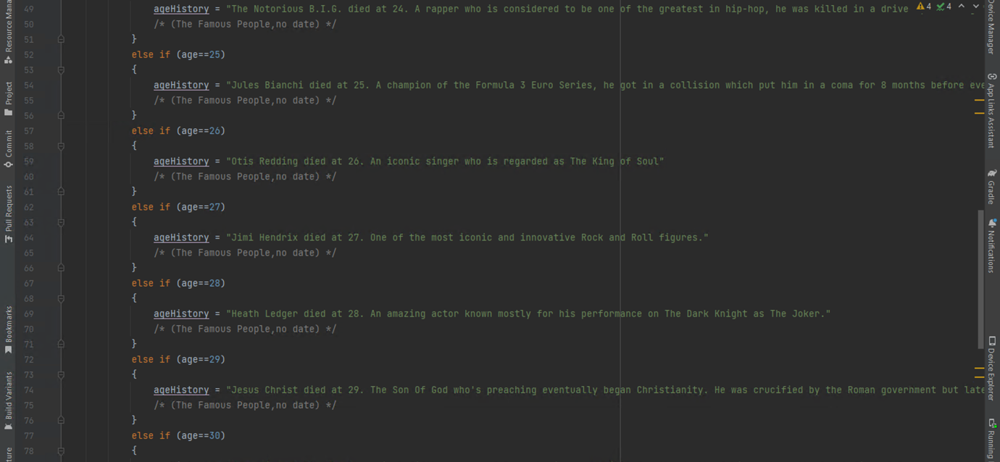 49 ageHistory = "The Notorious B.I.G. died at 24. A rapper who is considered to be one of the greatest in hip-hop, he was killed in a drive
4 4
50 /* (The Famous People,no date) */
51 }
52 else if (age==25)
53 {
54 ageHistory = "Jules Bianchi died at 25. A champion of the Formula 3 Euro Series, he got in a collision which put him in a coma for 8 months before eve
55 /* (The Famous People,no date) */
56 }
57 else if (age==26)
58 {
59 ageHistory = "Otis Redding died at 26. An iconic singer who is regarded as The King of Soul"
60 /* (The Famous People,no date) */
61 }
62 else if (age==27)
63 {
64 ageHistory = "Jimi Hendrix died at 27. One of the most iconic and innovative Rock and Roll figures."
65 /* (The Famous People,no date) */
66 }
67 else if (age==28)
68 {
69 ageHistory = "Heath Ledger died at 28. An amazing actor known mostly for his performance on The Dark Knight as The Joker."
70 /* (The Famous People,no date) */
71 }
72 else if (age==29)
73 {
74 ageHistory = "Jesus Christ died at 29. The Son Of God who's preaching eventually began Christianity. He was crucified by the Roman government but late
75 /* (The Famous People,no date) */
76 }
77 else if (age==30)
78 {
Resource Mana
Project
Commit
Pull Requests
Bookmarks
Build Variants
ture
Device Manager
App Links Assistant
Gradle
Notifications
Device Explorer
Running